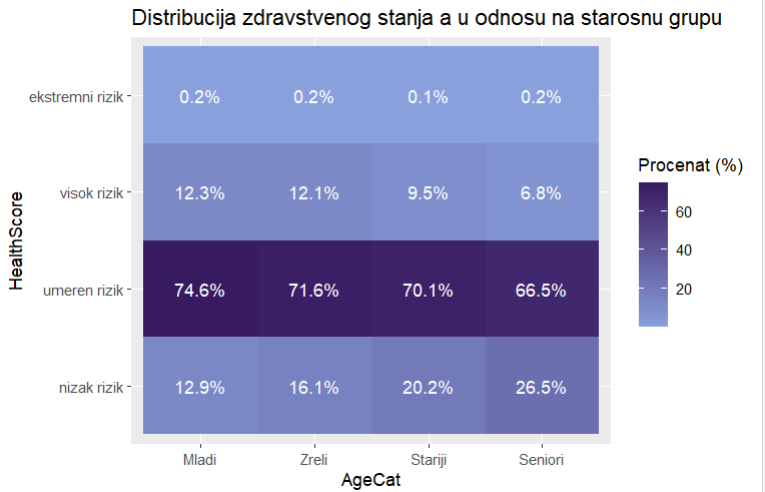 Distribucija zdravstvenog stanja a u odnosu na starosnu grupu
HealthScore
ekstremni rizik 0.2% 0.2% 0.1% 0.2%
visok rizik 12.3% 12.1% 9.5% 6.8%
umeren rizik 74.6% 71.6% 70.1% 66.5%
nizak rizik 12.9% 16.1% 20.2% 26.5%
Mladi Zreli Stariji Seniori
AgeCat
Procenat (%)
60
40
20